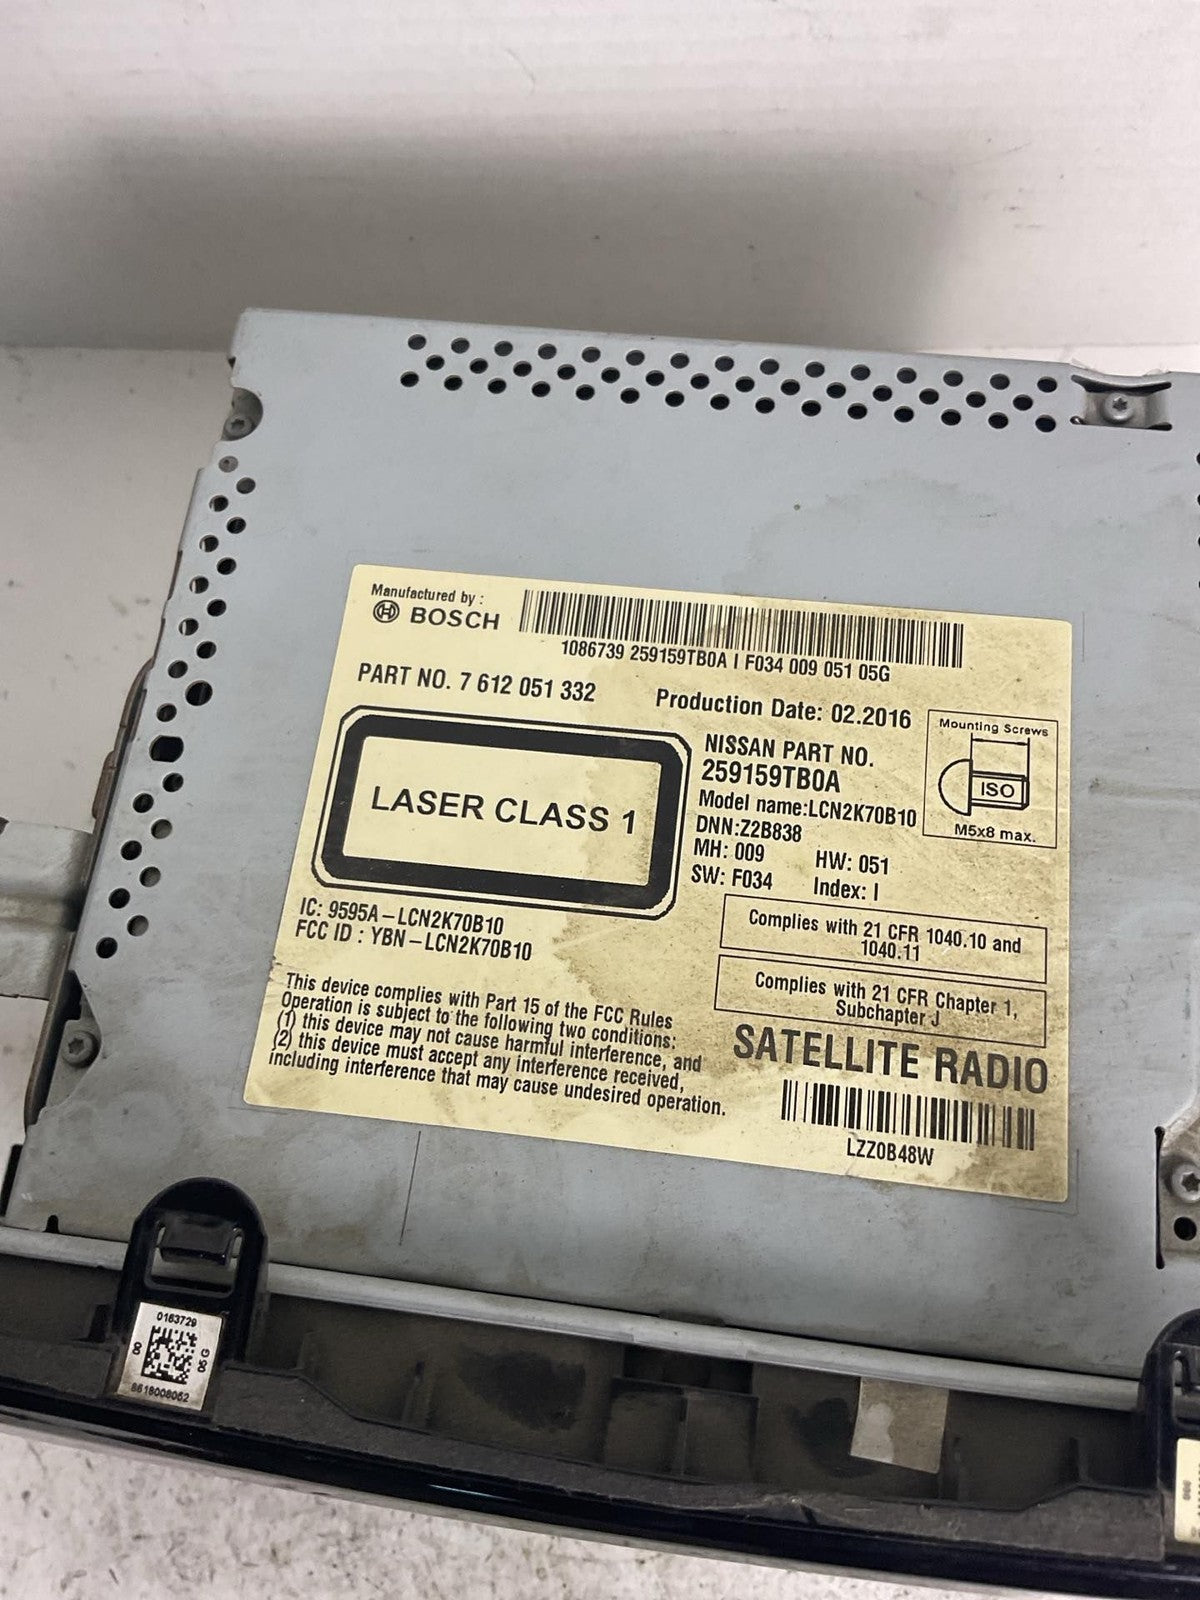 Manufactured by :
BOSCH
1086739 259159TB0A I F034 009 051 05G
PART NO. 7 612 051 332
Production Date: 02.2016
Mounting Screws
ISO
M5x8 max.
LASER CLASS 1
NISSAN PART NO.
259159TB0A
Model name:LCN2K70B10
DNN:Z2B838
MH: 009 HW: 051
SW: F034 Index: I
IC: 9595A-LCN2K70B10
FCC ID : YBN-LCN2K70B10
Complies with 21 CFR 1040.10 and
1040.11
Complies with 21 CFR Chapter 1,
Subchapter J
This device complies with Part 15 of the FCC Rules
Operation is subject to the following two conditions:
(1) this device may not cause harmful interference, and
(2) this device must accept any interference received,
including interference that may cause undesired operation.
SATELLITE RADIO
LZZ0B48W
0163729
00
05 G
8618008062